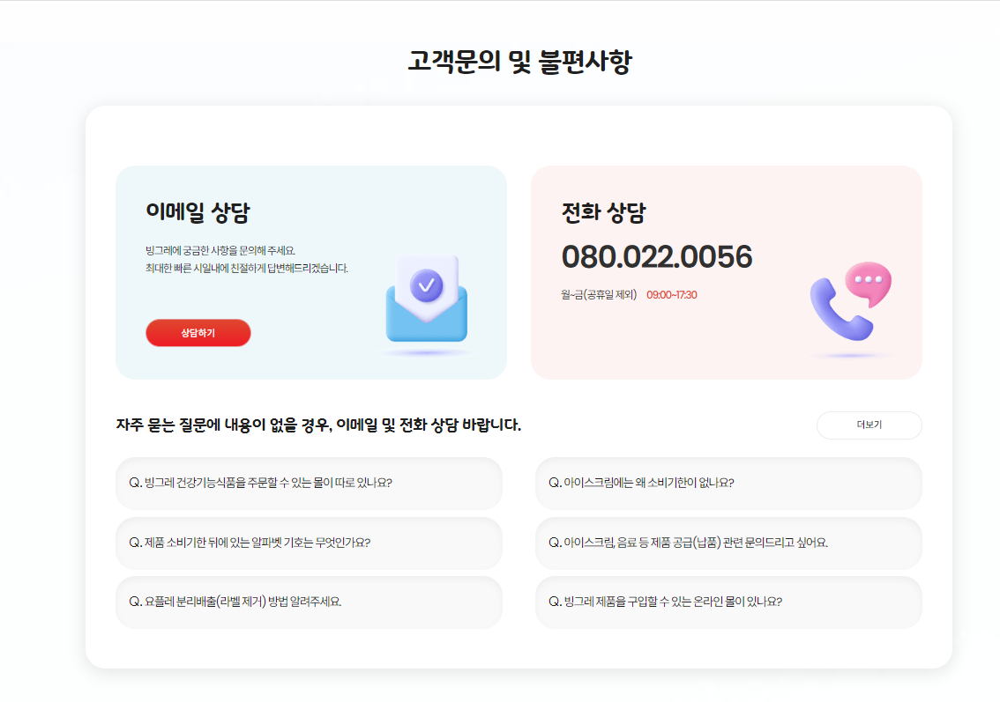 고객문의 및 불편사항
이메일 상담
빙그레에 궁금한 사항을 문의해 주세요.
최대한 빠른 시일내에 친절하게 답변해드리겠습니다.
상담하기
전화 상담
080.022.0056
월~금(공휴일 제외) 09:00~17:30
자주 묻는 질문에 내용이 없을 경우, 이메일 및 전화 상담 바랍니다.
더보기
Q. 빙그레 건강기능식품을 주문할 수 있는 몰이 따로 있나요?
Q. 아이스크림에는 왜 소비기한이 없나요?
Q. 제품 소비기한 뒤에 있는 알파벳 기호는 무엇인가요?
Q. 아이스크림, 음료 등 제품 공급(납품) 관련 문의드리고 싶어요.
Q. 요플레 분리배출(라벨 제거) 방법 알려주세요.
Q. 빙그레 제품을 구입할 수 있는 온라인 몰이 있나요?